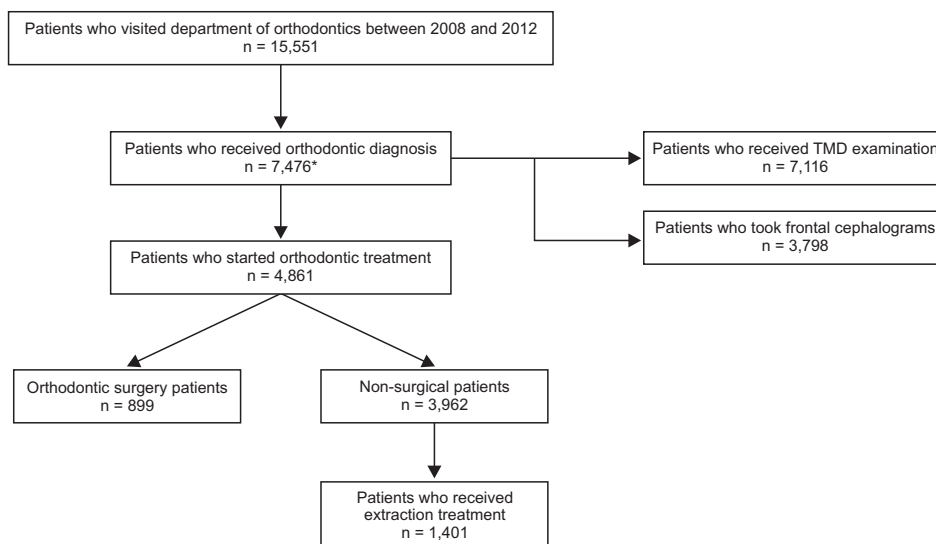 Patients who visited department of orthodontics between 2008 and 2012
n = 15,551
Patients who received orthodontic diagnosis
n = 7,476*
Patients who received TMD examination
n = 7,116
Patients who took frontal cephalograms
n = 3,798
Patients who started orthodontic treatment
n = 4,861
Orthodontic surgery patients
n = 899
Non-surgical patients
n = 3,962
Patients who received
extraction treatment
n = 1,401